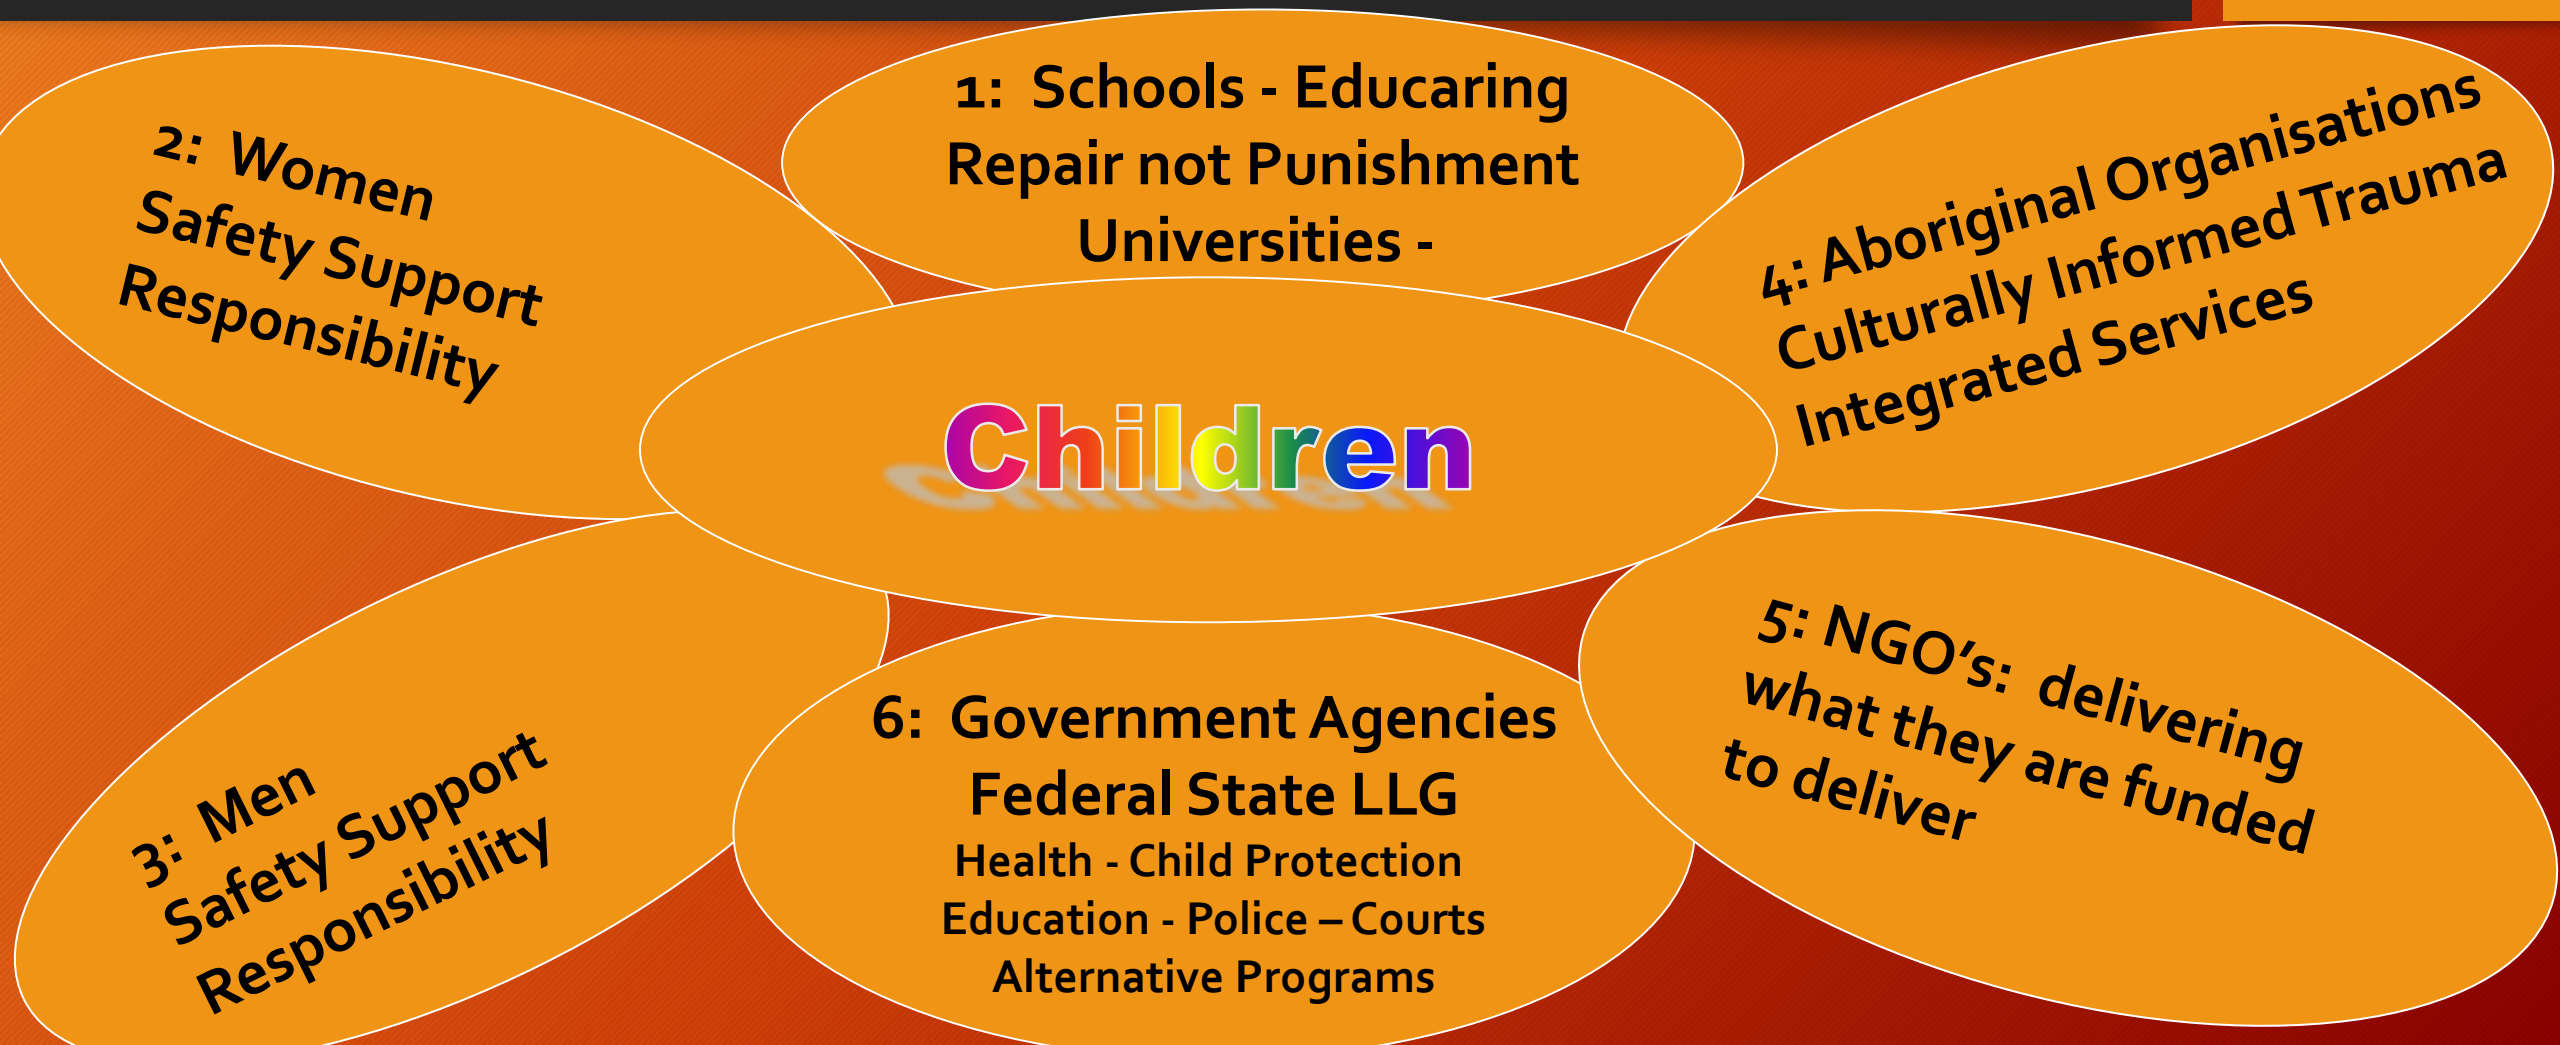 1: Schools - Educaring
Repair not Punishment
Universities -
2: Women
Safety Support
Responsibility
4: Aboriginal Organisations
Culturally Informed Trauma
Integrated Services
Children
3: Men
Safety Support
Responsibility
6: Government Agencies
Federal State LLG
Health - Child Protection
Education - Police – Courts
Alternative Programs
5: NGO’s: delivering
what they are funded
to deliver